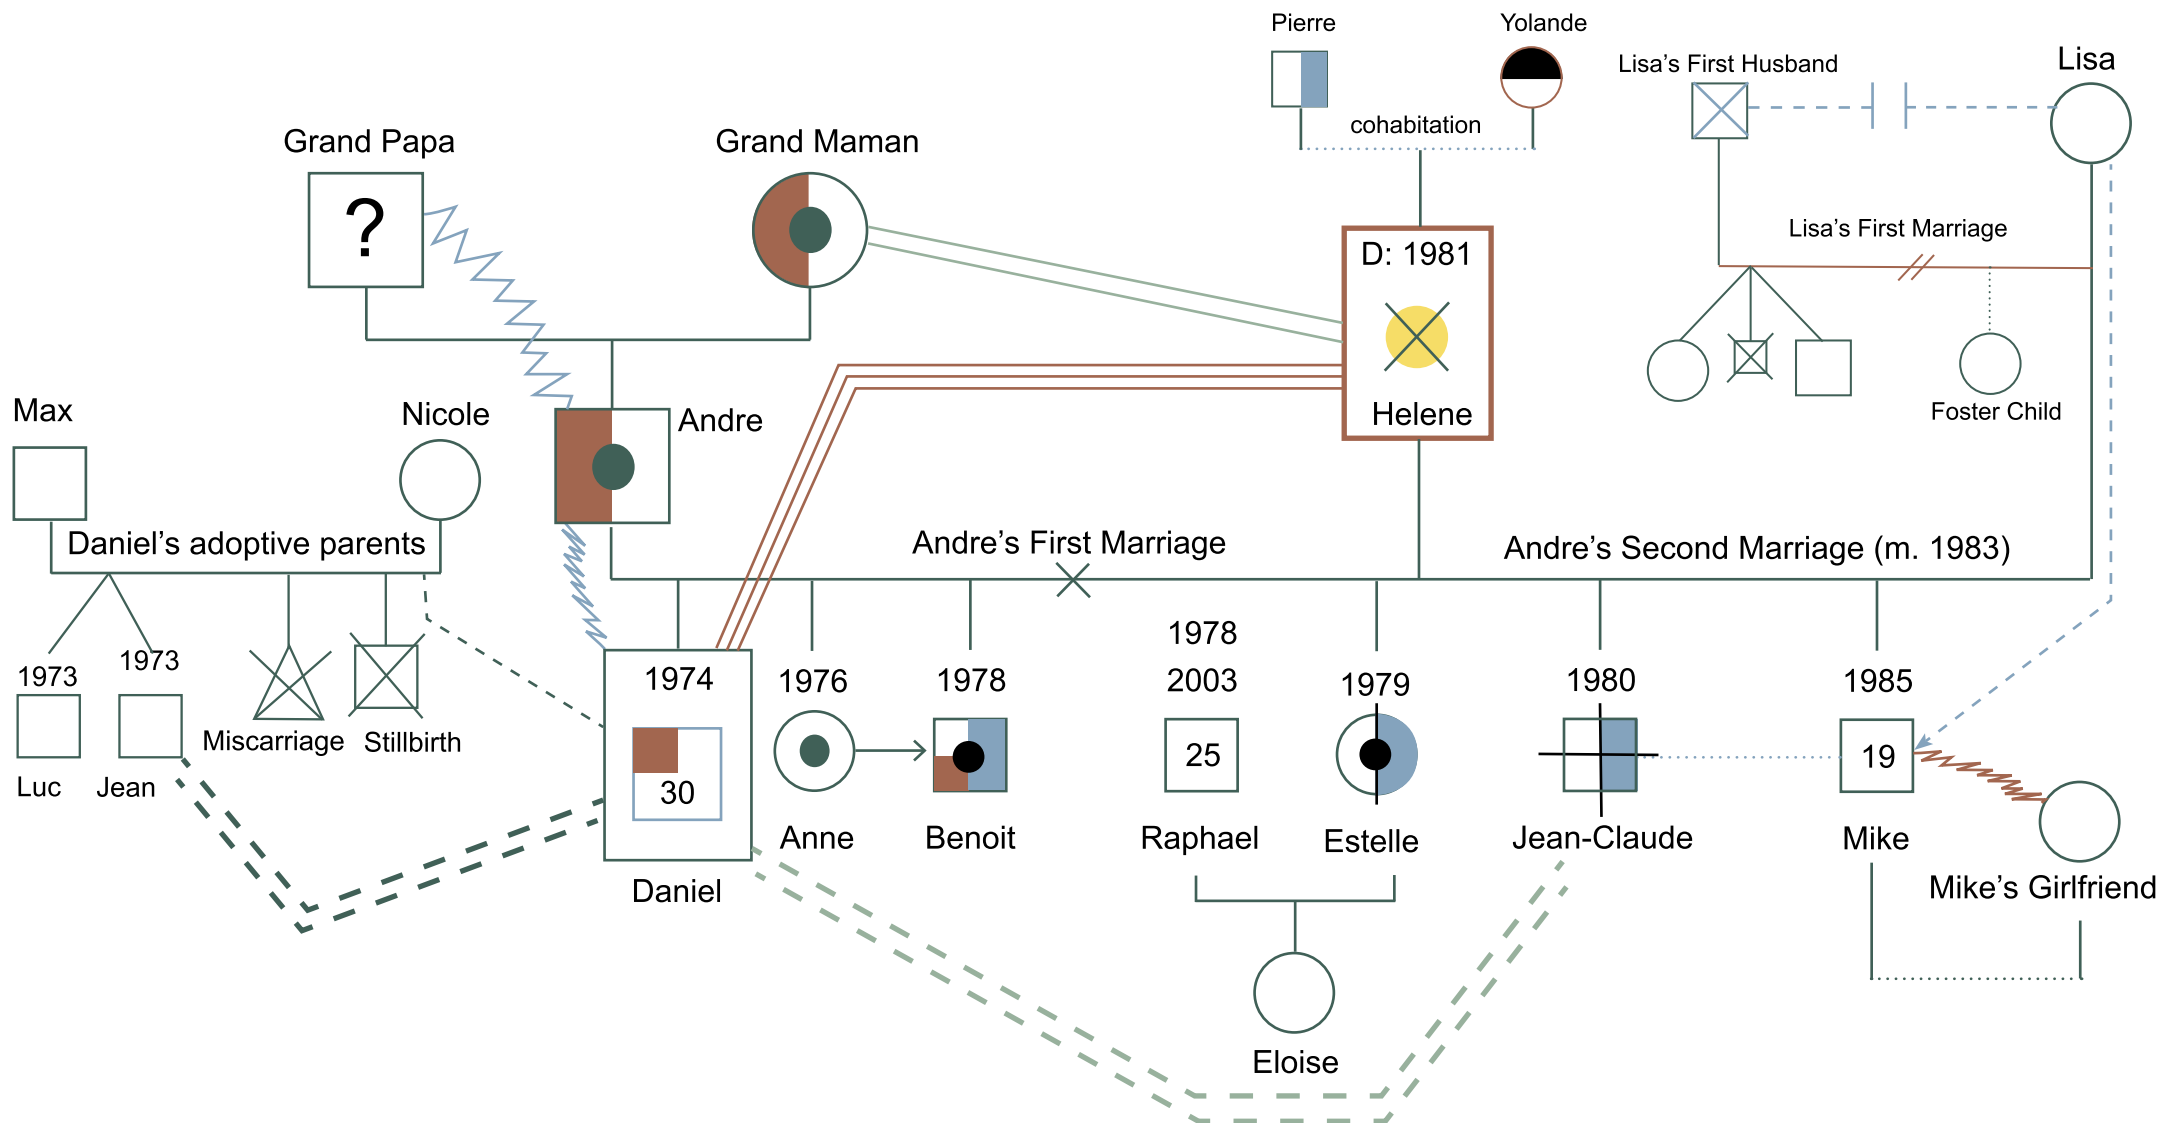 Pierre
Yolande
Lisa's First Husband
Lisa
cohabitation
Grand Papa
Grand Maman
?
D: 1981
Lisa's First Marriage
Helene
Foster Child
Max
Nicole
Andre
Daniel's adoptive parents
Andre's First Marriage
Andre's Second Marriage (m. 1983)
1978
1973
1973
1974
1976
1978
2003
1979
1980
1985
Miscarriage
Stillbirth
25
19
Luc
Jean
30
Anne
Benoit
Raphael
Estelle
Jean-Claude
Mike
Daniel
Mike's Girlfriend
Eloise